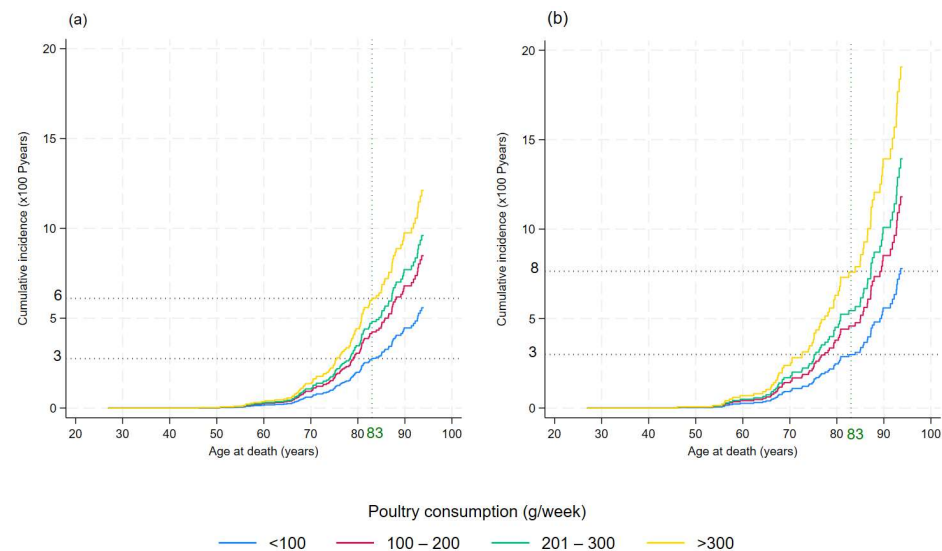 (a)
(b)
Cumulative incidence (x100 Pyears)
20
15
10
6
5
3
0
20 30 40 50 60 70 80 83 90 100
Age at death (years)
Cumulative incidence (x100 Pyears)
20
15
10
8
5
3
0
20 30 40 50 60 70 80 83 90 100
Age at death (years)
Poultry consumption (g/week)
<100 100 – 200 201 – 300 >300